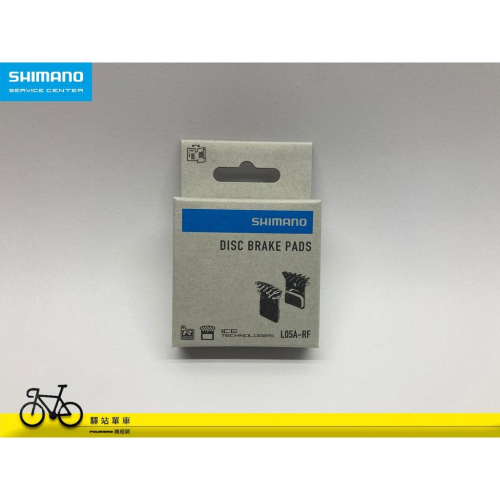 SHIMANO
SERVICE CENTER
SHIMANO
DISC BRAKE PADS
ICE
TECHNOLOGIES
L05A-RF
驛站單車